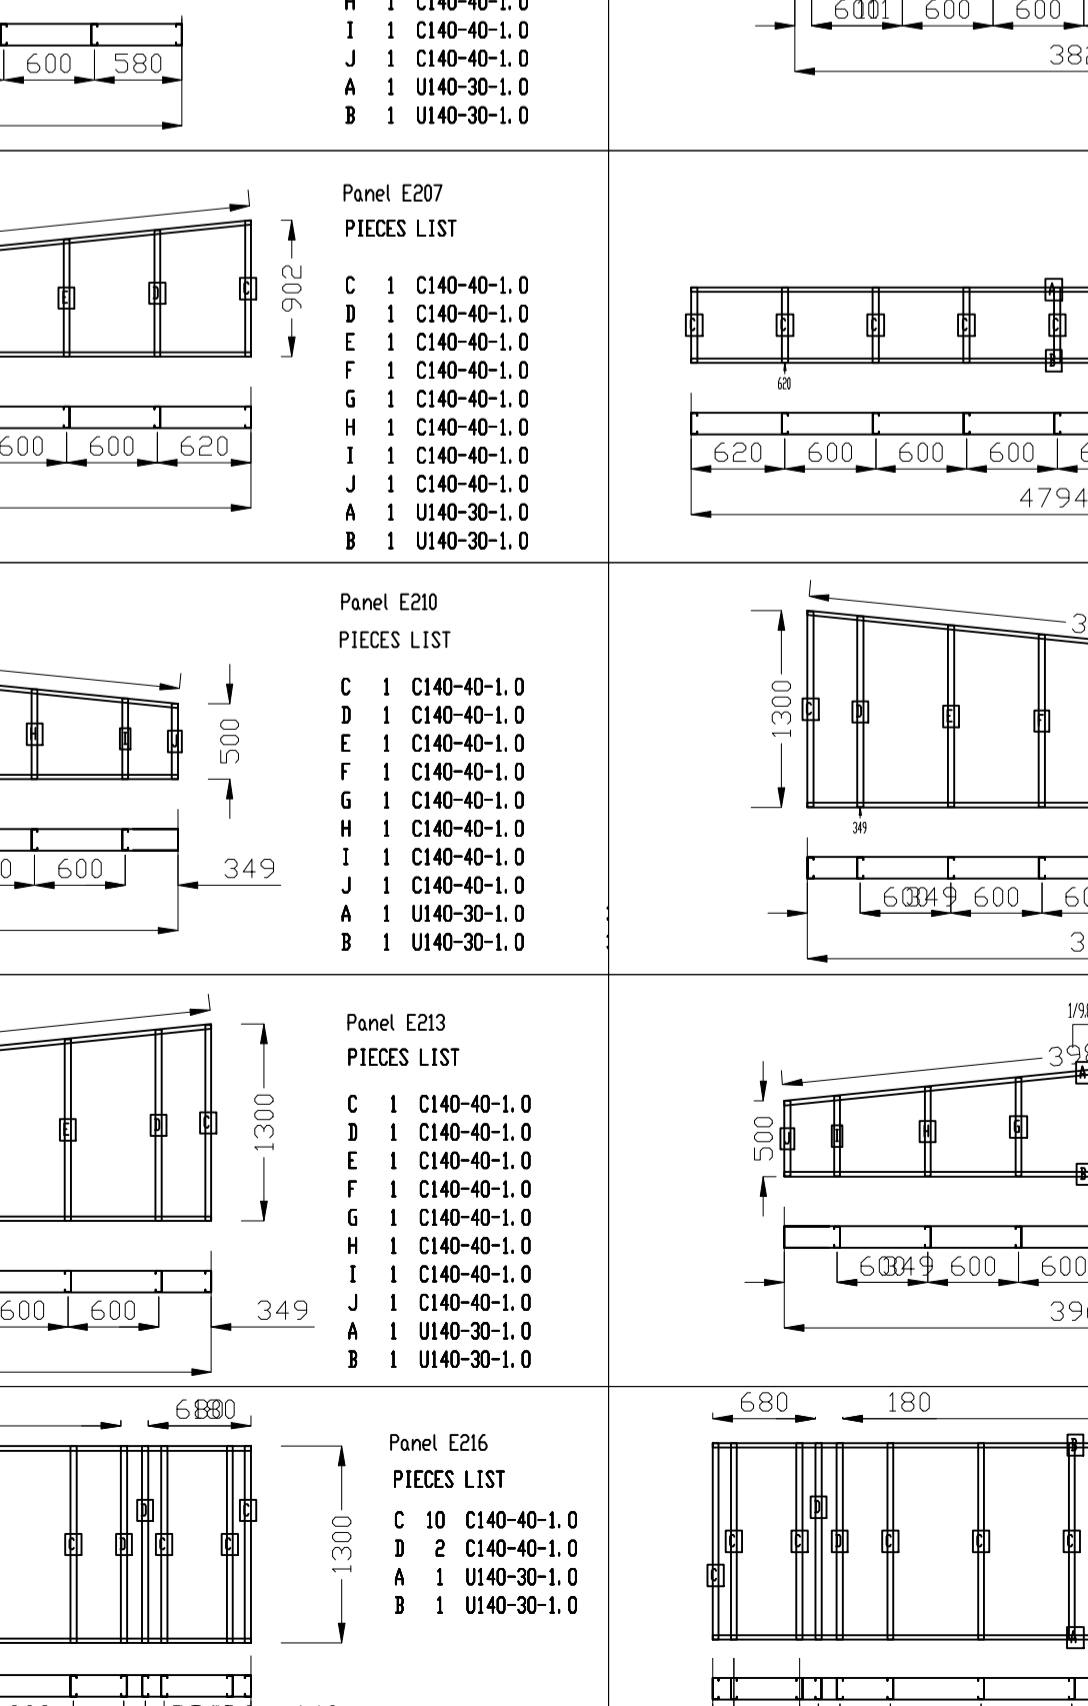 H 1 C140-40-1.0
I 1 C140-40-1.0
J 1 C140-40-1.0
A 1 U140-30-1.0
B 1 U140-30-1.0
600 580
600 600
Panel E207
PIECES LIST
C 1 C140-40-1.0
D 1 C140-40-1.0
E 1 C140-40-1.0
F 1 C140-40-1.0
G 1 C140-40-1.0
H 1 C140-40-1.0
I 1 C140-40-1.0
J 1 C140-40-1.0
A 1 U140-30-1.0
B 1 U140-30-1.0
E D C
902
600 600 620
A
C C C C C
B
620
620 600 600 600
4794
Panel E210
PIECES LIST
C 1 C140-40-1.0
D 1 C140-40-1.0
E 1 C140-40-1.0
F 1 C140-40-1.0
G 1 C140-40-1.0
H 1 C140-40-1.0
I 1 C140-40-1.0
J 1 C140-40-1.0
A 1 U140-30-1.0
B 1 U140-30-1.0
H I J
500
600 349
1300
C D E F
349
600 349 600
Panel E213
PIECES LIST
C 1 C140-40-1.0
D 1 C140-40-1.0
E 1 C140-40-1.0
F 1 C140-40-1.0
G 1 C140-40-1.0
H 1 C140-40-1.0
I 1 C140-40-1.0
J 1 C140-40-1.0
A 1 U140-30-1.0
B 1 U140-30-1.0
E D C
1300
600 600 349
A
500
J I H G
B
600 349 600 600
Panel E216
PIECES LIST
C 10 C140-40-1.0
D 2 C140-40-1.0
A 1 U140-30-1.0
B 1 U140-30-1.0
D C
C D C C
1300
680 180
B
D
C C D C C
C
A